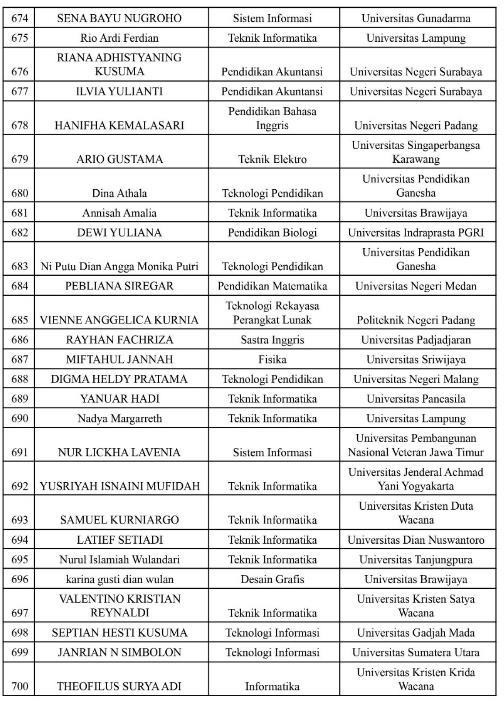 674 SENA BAYU NUGROHO Sistem Informasi Universitas Gunadarma
675 Rio Ardi Ferdian Teknik Informatika Universitas Lampung
RIANA ADHISTYANING
676 KUSUMA Pendidikan Akuntansi Universitas Negeri Surabaya
677 ILVIA YULIANTI Pendidikan Akuntansi Universitas Negeri Surabaya
Pendidikan Bahasa
678 HANIFHA KEMALASARI Inggris Universitas Negeri Padang
Universitas Singaperbangsa
679 ARIO GUSTAMA Teknik Elektro Karawang
Universitas Pendidikan
680 Dina Athala Teknologi Pendidikan Ganesha
681 Annisah Amalia Teknik Informatika Universitas Brawijaya
682 DEWI YULIANA Pendidikan Biologi Universitas Indraprasta PGRI
Universitas Pendidikan
683 Ni Putu Dian Angga Monika Putri Teknologi Pendidikan Ganesha
684 PEBLIANA SIREGAR Pendidikan Matematika Universitas Negeri Medan
Teknologi Rekayasa
685 VIENNE ANGGELICA KURNIA Perangkat Lunak Politeknik Negeri Padang
686 RAYHAN FACHRIZA Sastra Inggris Universitas Padjadjaran
687 MIFTAHUL JANNAH Fisika Universitas Sriwijaya
688 DIGMA HELDY PRATAMA Teknologi Pendidikan Universitas Negeri Malang
689 YANUAR HADI Teknik Informatika Universitas Pancasila
690 Nadya Margarreth Teknik Informatika Universitas Lampung
Universitas Pembangunan
691 NUR LICKHA LAVENIA Sistem Informasi Nasional Veteran Jawa Timur
Universitas Jenderal Achmad
692 YUSRIYAH ISNAINI MUFIDAH Teknik Informatika Yani Yogyakarta
Universitas Kristen Duta
693 SAMUEL KURNIARGO Teknik Informatika Wacana
694 LATIEF SETIADI Teknik Informatika Universitas Dian Nuswantoro
695 Nurul Islamiah Wulandari Teknik Informatika Universitas Tanjungpura
696 karina gusti dian wulan Desain Grafis Universitas Brawijaya
VALENTINO KRISTIAN Universitas Kristen Satya
697 REYNALDI Teknik Informatika Wacana
698 SEPTIAN HESTI KUSUMA Teknologi Informasi Universitas Gadjah Mada
699 JANRIAN N SIMBOLON Teknologi Informasi Universitas Sumatera Utara
Universitas Kristen Krida
700 THEOFILUS SURYA ADI Informatika Wacana